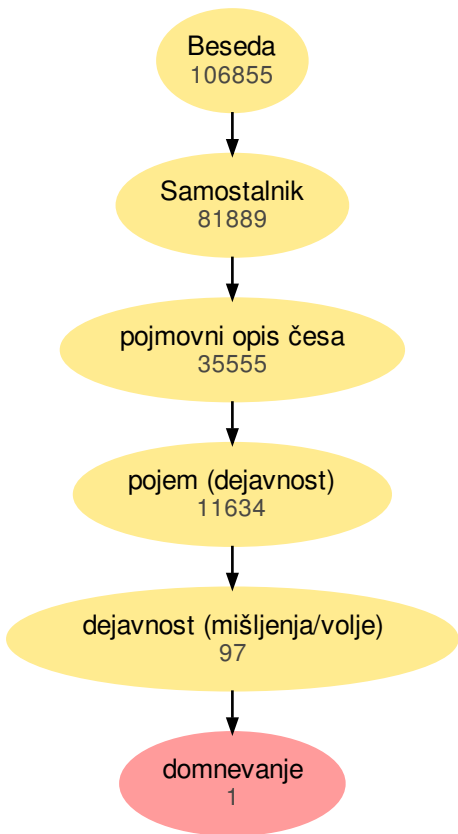 Beseda
106855
Samostalnik
81889
pojmovni opis česa
35555
pojem (dejavnost)
11634
dejavnost (mišljenja/volje)
97
domnevanje
1